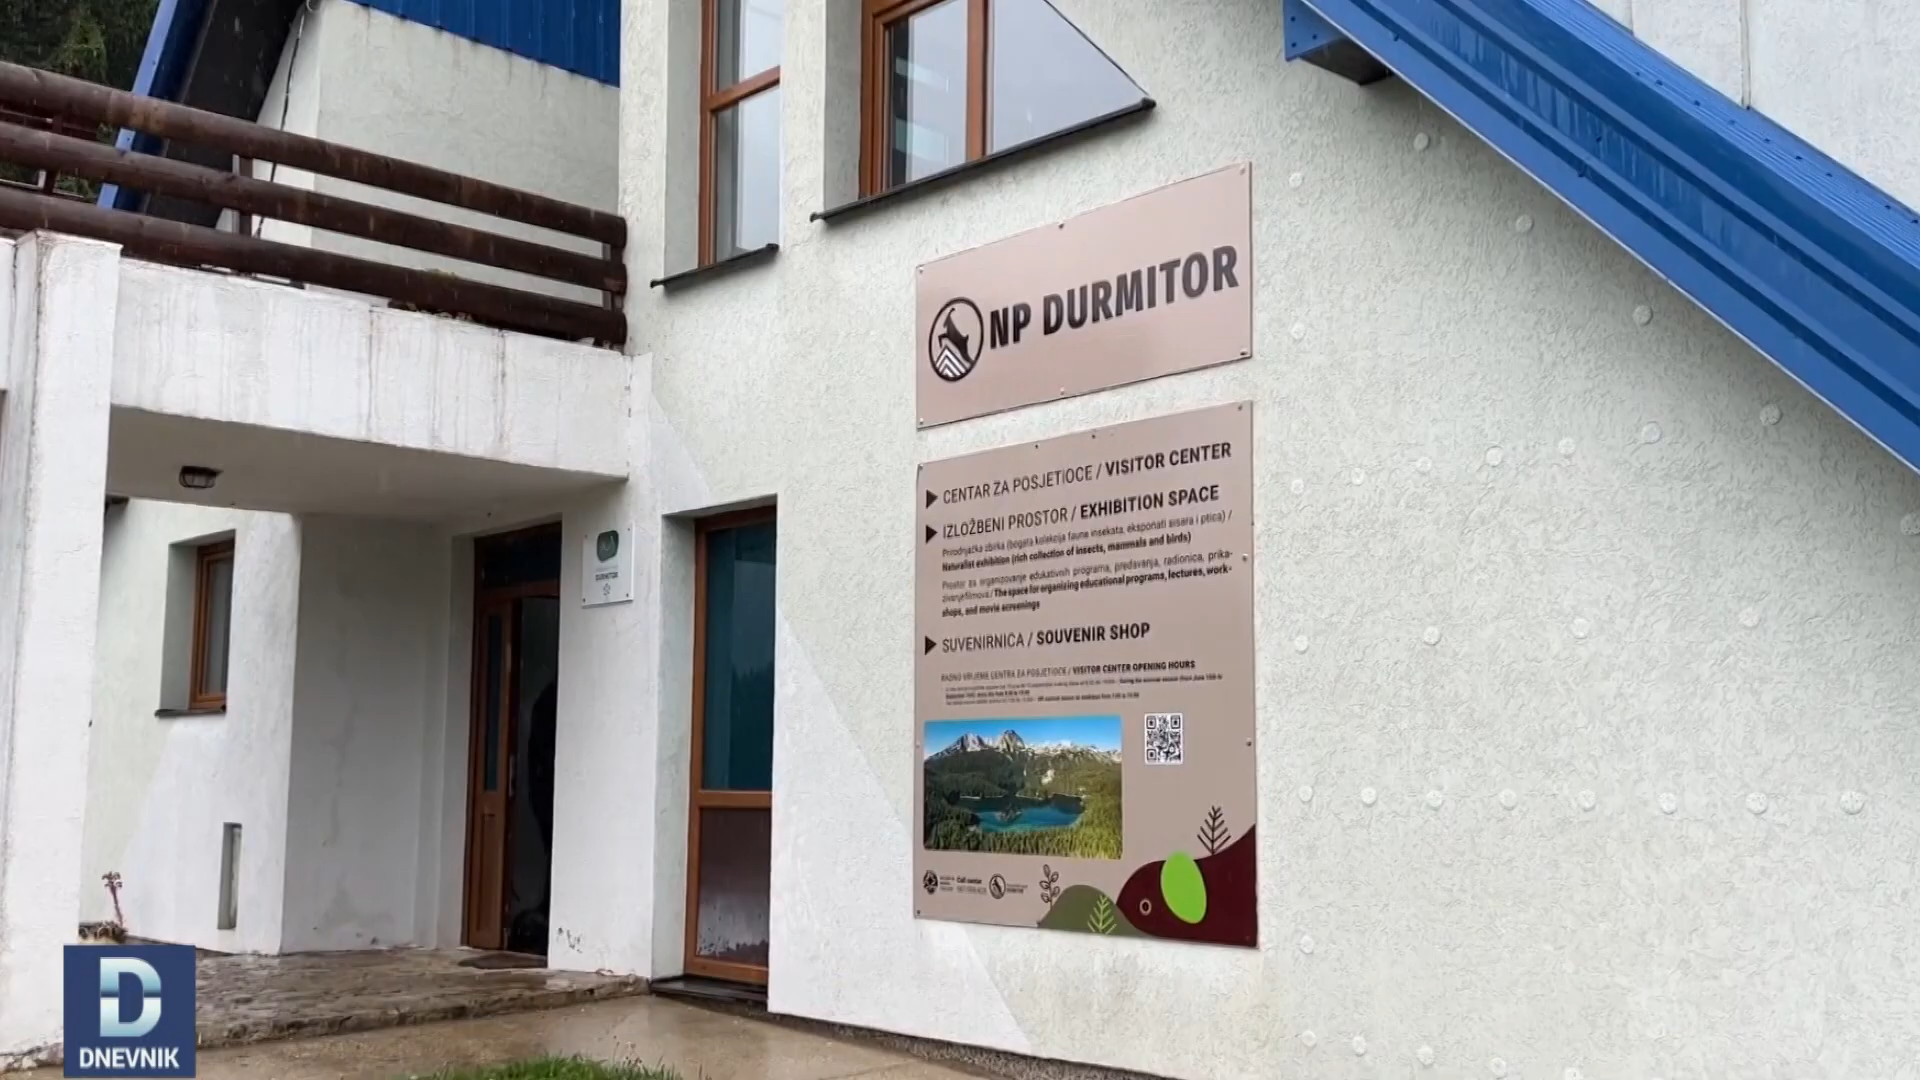 NP DURMITOR
CENTAR ZA POSJETIOCE / VISITOR CENTER
IZLOŽBENI PROSTOR / EXHIBITION SPACE
Prirodnjačka zbirka (bogata kolekcija faune insekata, eksponati sisara i ptica) /
Naturalist exhibition (rich collection of insects, mammals and birds)
Prostor za organizovanje edukativnih programa, predavanja, radionica, prika-
zivanje filmova / The space for organizing educational programs, lectures, work-
shops, and movie screenings
SUVENIRNICA / SOUVENIR SHOP
RADNO VRIJEME CENTRA ZA POSJETIOCE / VISITOR CENTER OPENING HOURS
Call centar
DURMITOR
D
DNEVNIK